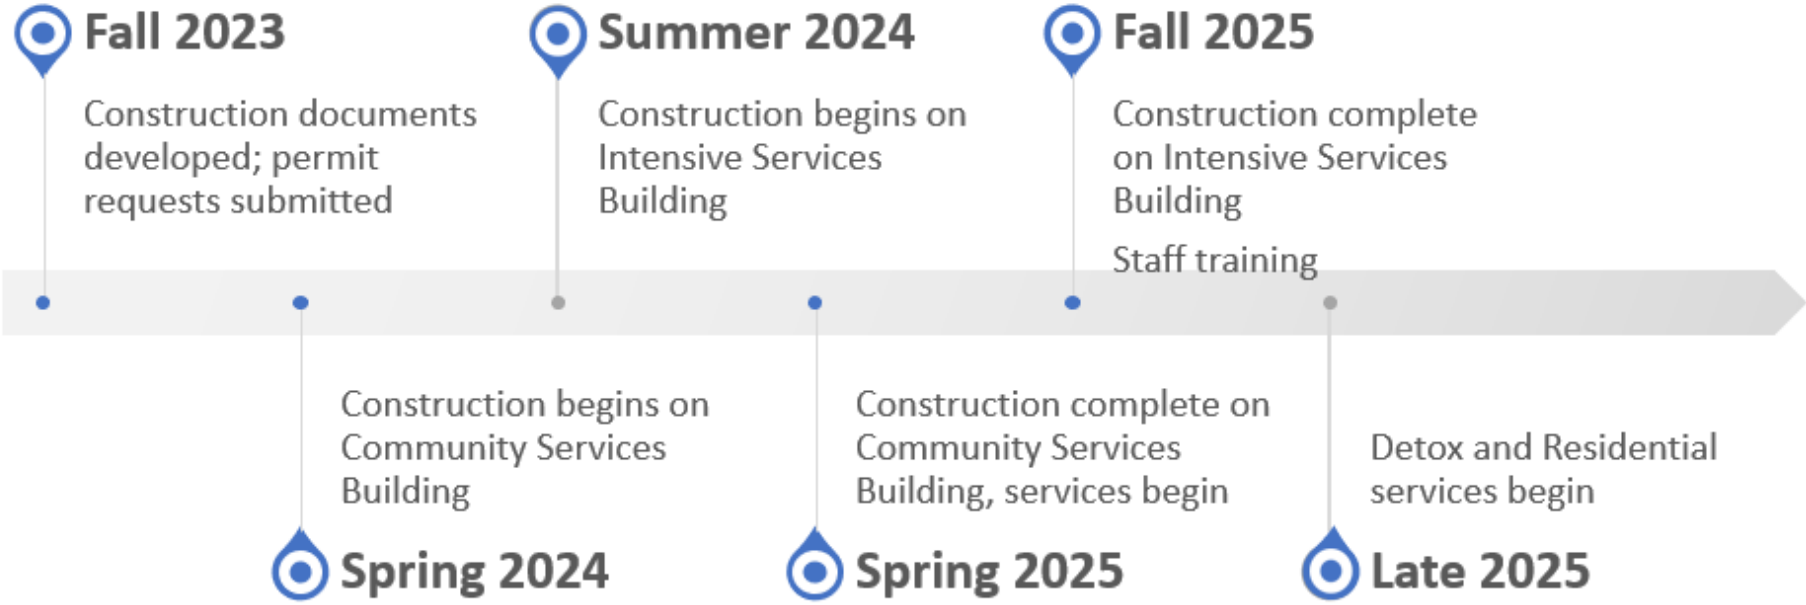 Fall 2023
Construction documents
developed; permit
requests submitted
Summer 2024
Construction begins on
Intensive Services
Building
Fall 2025
Construction complete
on Intensive Services
Building
Staff training
Construction begins on
Community Services
Building
Spring 2024
Construction complete on
Community Services
Building, services begin
Spring 2025
Detox and Residential
services begin
Late 2025